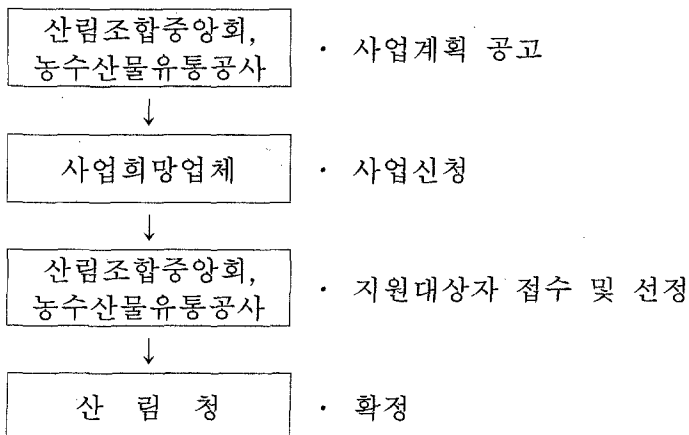 산림조합중앙회,
농수산물유통공사
· 사업계획 공고
↓
사업희망업체
· 사업신청
↓
산림조합중앙회,
농수산물유통공사
· 지원대상자 접수 및 선정
↓
산 림 청
· 확정